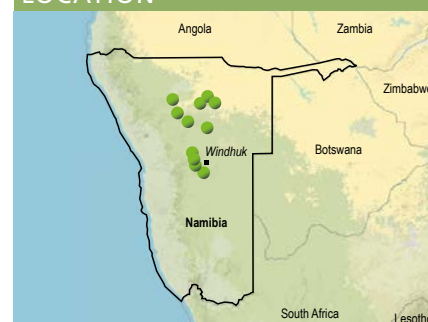 LOCATION
Angola
Zambia
Zimbabwe
Windhuk
Botswana
Namibia
South Africa
Lesotho